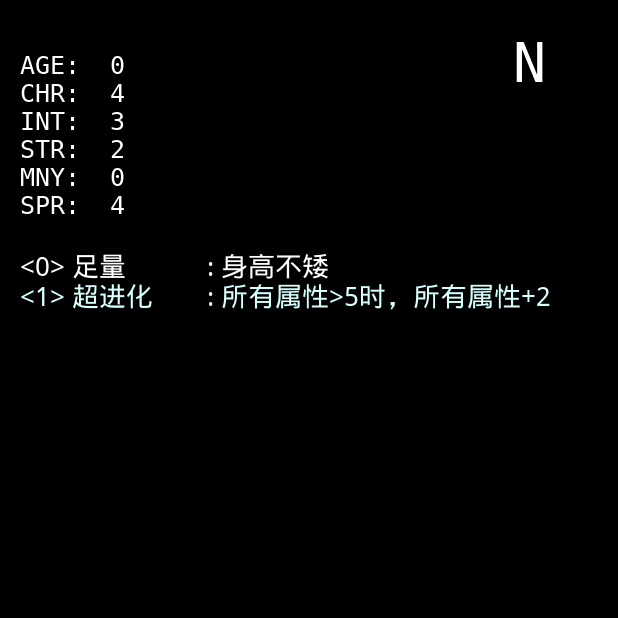 N
AGE: 0
CHR: 4
INT: 3
STR: 2
MNY: 0
SPR: 4
<0> 足量 : 身高不矮
<1> 超进化 : 所有属性>5时，所有属性+2